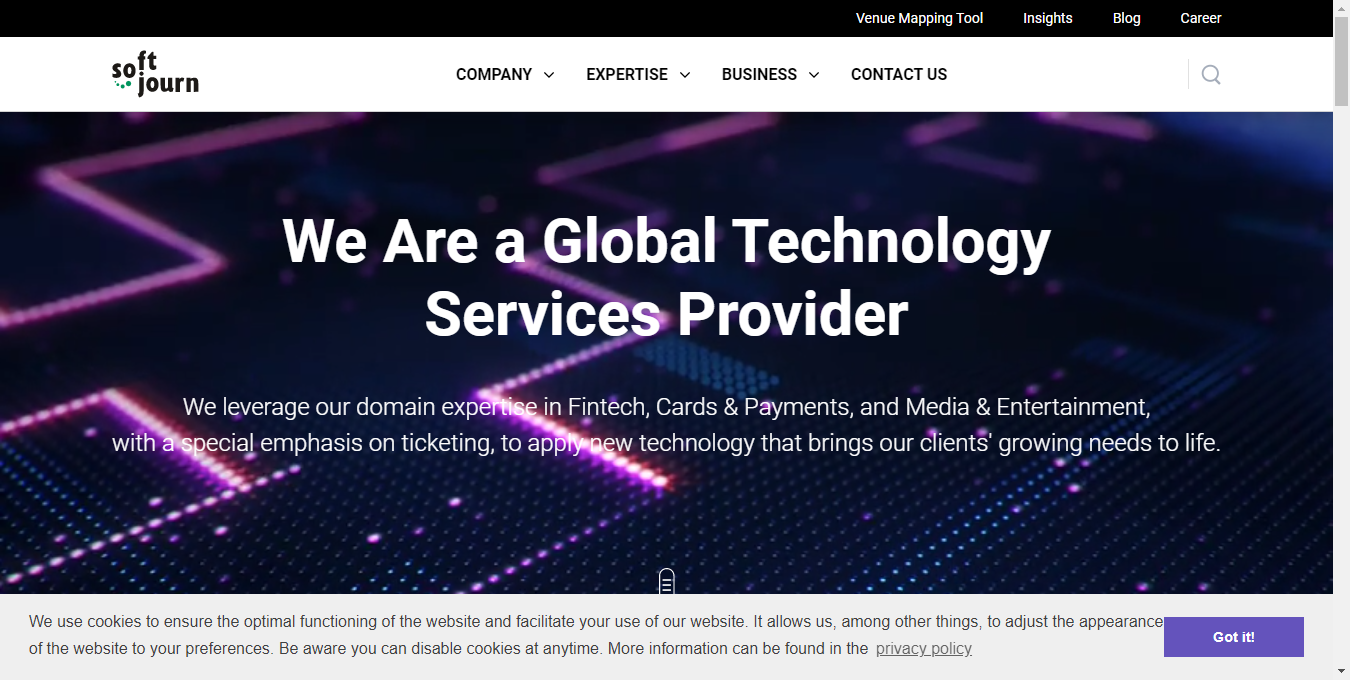 Venue Mapping Tool Insights Blog Career
soft
journ
COMPANY EXPERTISE BUSINESS CONTACT US
We Are a Global Technology
Services Provider
We leverage our domain expertise in Fintech, Cards & Payments, and Media & Entertainment,
with a special emphasis on ticketing, to apply new technology that brings our clients' growing needs to life.
We use cookies to ensure the optimal functioning of the website and facilitate your use of our website. It allows us, among other things, to adjust the appearance
of the website to your preferences. Be aware you can disable cookies at anytime. More information can be found in the privacy policy
Got it!